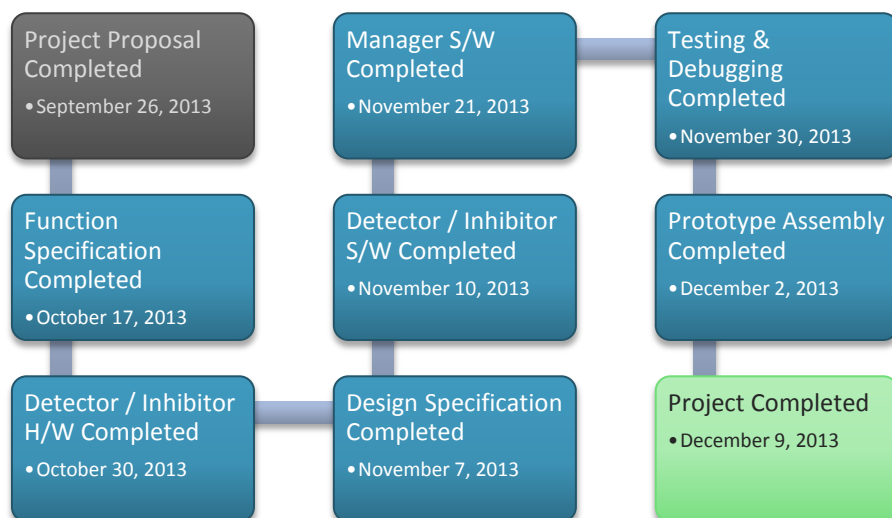 Project Proposal
Completed
•September 26, 2013
Function
Specification
Completed
•October 17, 2013
Detector / Inhibitor
H/W Completed
•October 30, 2013
Design Specification
Completed
•November 7, 2013
Detector / Inhibitor
S/W Completed
•November 10, 2013
Manager S/W
Completed
•November 21, 2013
Testing &
Debugging
Completed
•November 30, 2013
Prototype Assembly
Completed
•December 2, 2013
Project Completed
•December 9, 2013